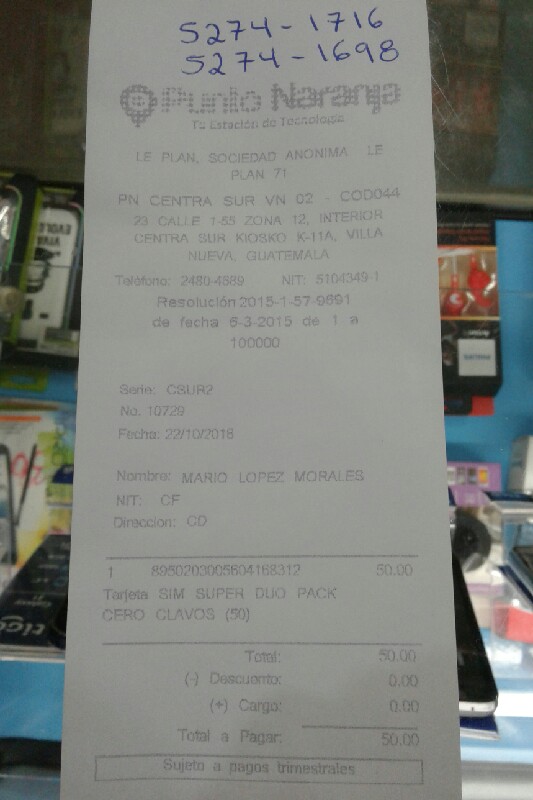 5274-1716
5274-1698
Punto Naranja
Tu Estación de Tecnología
LE PLAN, SOCIEDAD ANONIMA LE
PLAN 71
PN CENTRA SUR VN 02 - COD044
23 CALLE 1-55 ZONA 12, INTERIOR
CENTRA SUR KIOSKO K-11A, VILLA
NUEVA, GUATEMALA
Teléfono: 2480-4689 NIT: 5104349-1
Resolución 2015-1-57-9691
de fecha 6-3-2015 de 1 a
100000
Serie: CSUR2
No. 10729
Fecha: 22/10/2018
Nombre: MARIO LOPEZ MORALES
NIT: CF
Direccion: CD
1 8950203005604168312 50.00
Tarjeta SIM SUPER DUO PACK
CERO CLAVOS (50)
Total: 50.00
(-) Descuento: 0.00
(+) Cargo: 0.00
Total a Pagar: 50.00
Sujeto a pagos trimestrales
tigo